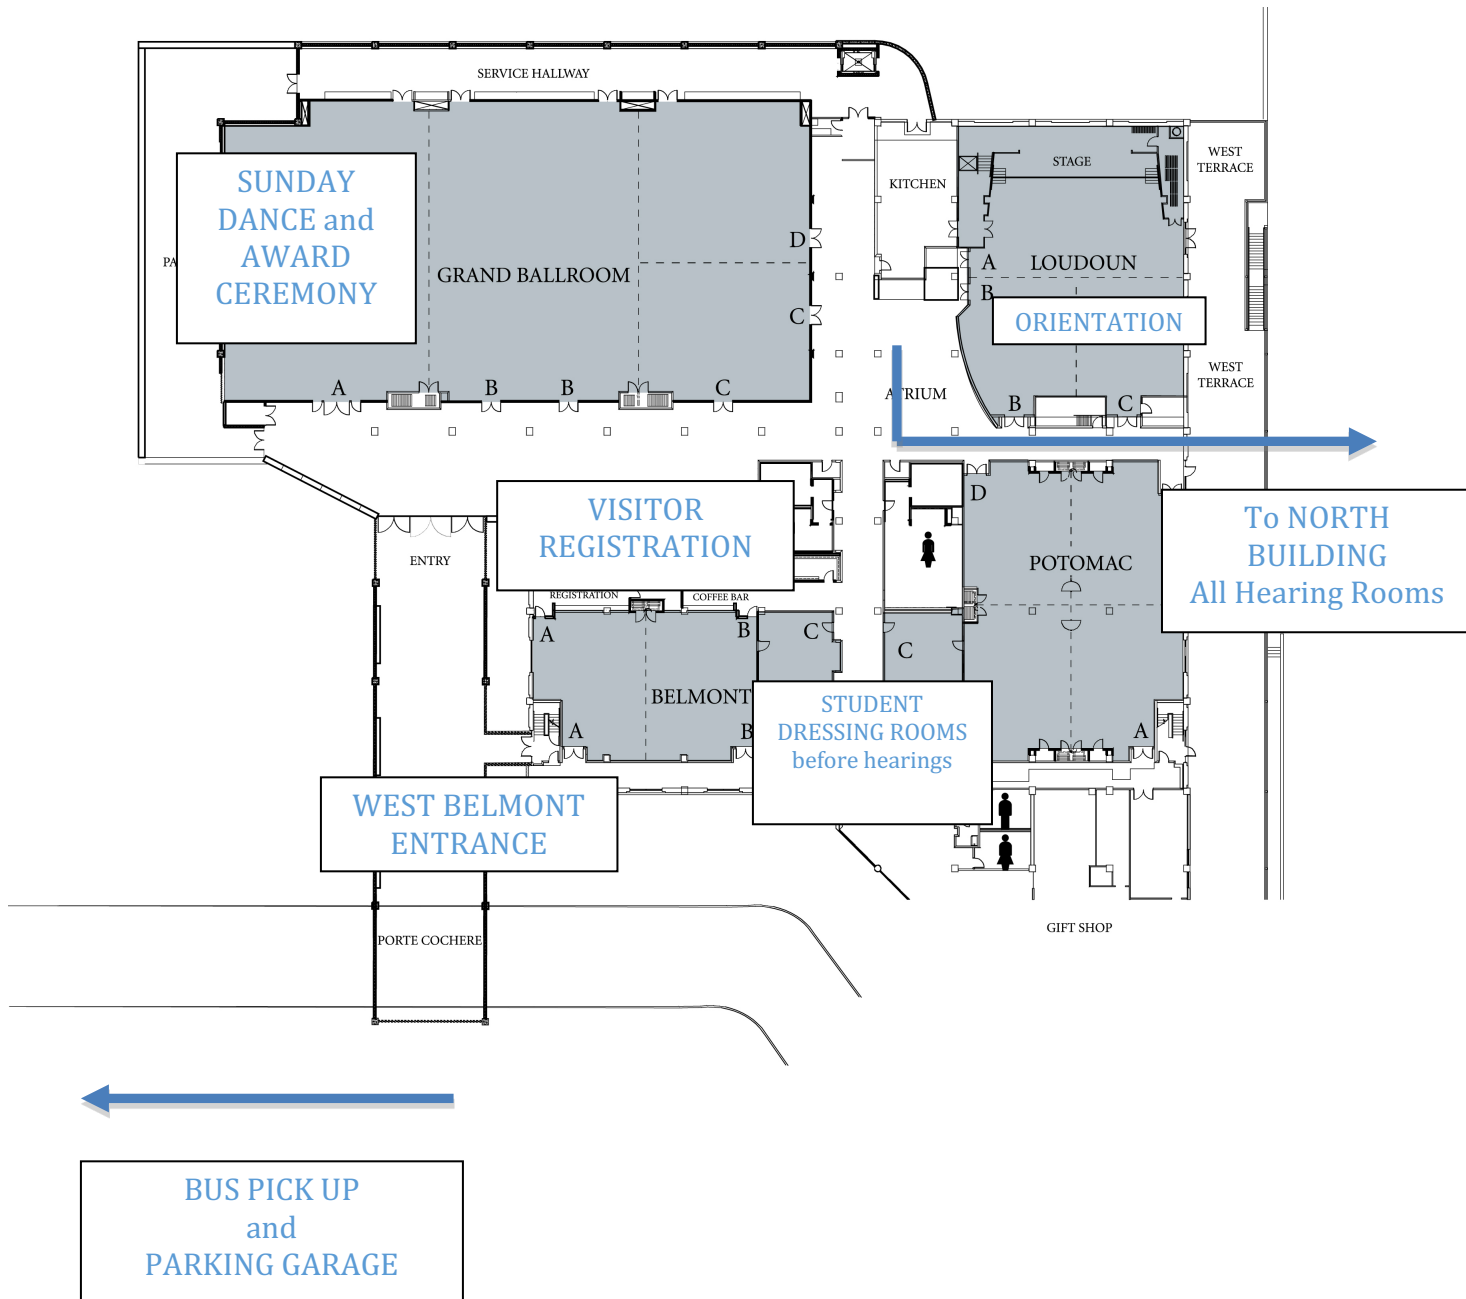 SERVICE HALLWAY
SUNDAY
DANCE and
AWARD
CEREMONY
GRAND BALLROOM
D
C
A
B
B
C
KITCHEN
STAGE
WEST
TERRACE
A
LOUDOUN
B
ORIENTATION
WEST
TERRACE
ATRIUM
B
C
VISITOR
REGISTRATION
ENTRY
REGISTRATION
COFFEE BAR
D
POTOMAC
To NORTH
BUILDING
All Hearing Rooms
A
B
C
C
BELMONT
A
B
A
STUDENT
DRESSING ROOMS
before hearings
WEST BELMONT
ENTRANCE
PORTE COCHERE
GIFT SHOP
BUS PICK UP
and
PARKING GARAGE